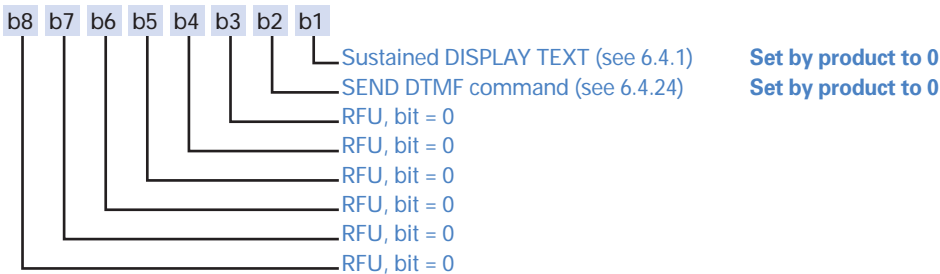 b8 b7 b6 b5 b4 b3 b2 b1
Sustained DISPLAY TEXT (see 6.4.1) Set by product to 0
SEND DTMF command (see 6.4.24) Set by product to 0
RFU, bit = 0
RFU, bit = 0
RFU, bit = 0
RFU, bit = 0
RFU, bit = 0
RFU, bit = 0